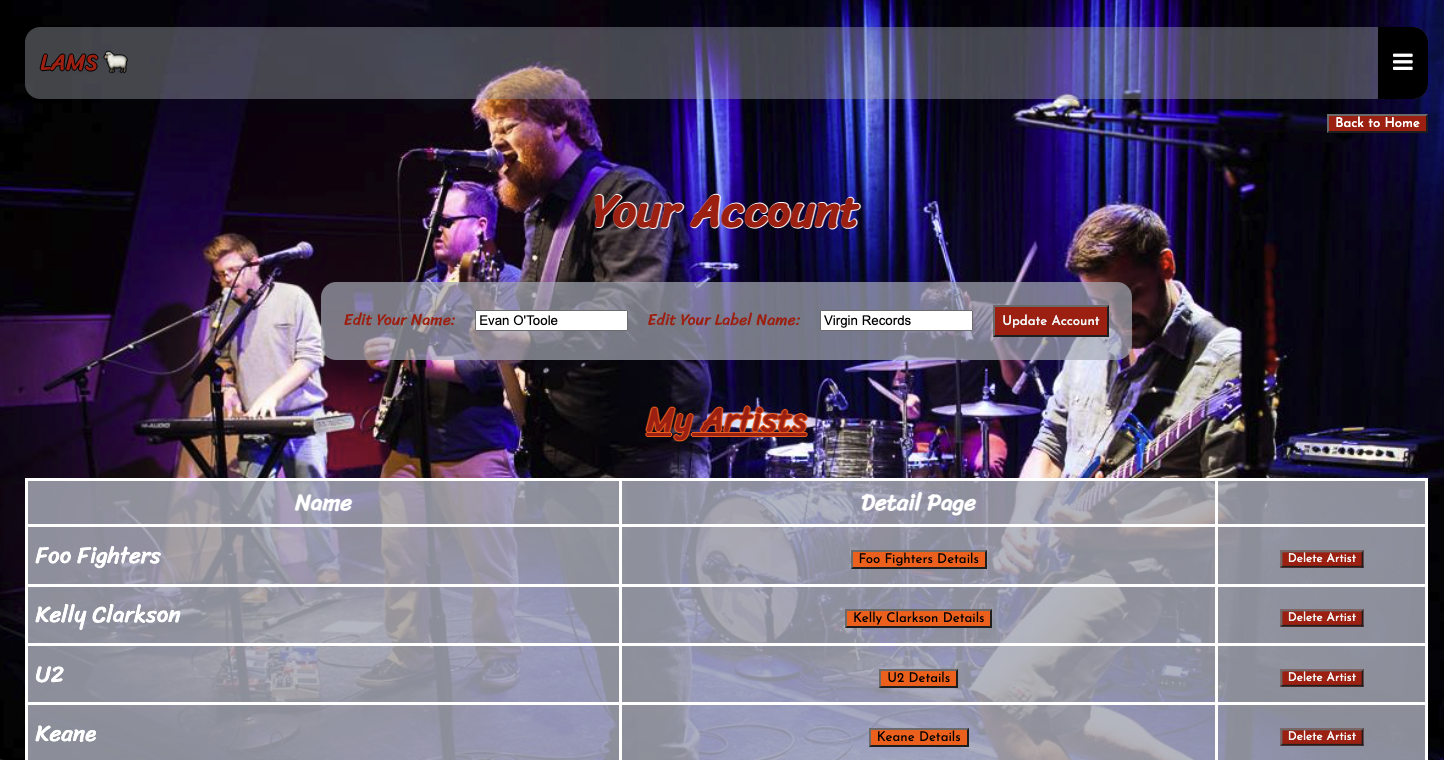 LAMS
Back to Home
Your Account
Edit Your Name: Evan O'Toole Edit Your Label Name: Virgin Records Update Account
My Artists
Name Detail Page
Foo Fighters Foo Fighters Details Delete Artist
Kelly Clarkson Kelly Clarkson Details Delete Artist
U2 U2 Details Delete Artist
Keane Keane Details Delete Artist